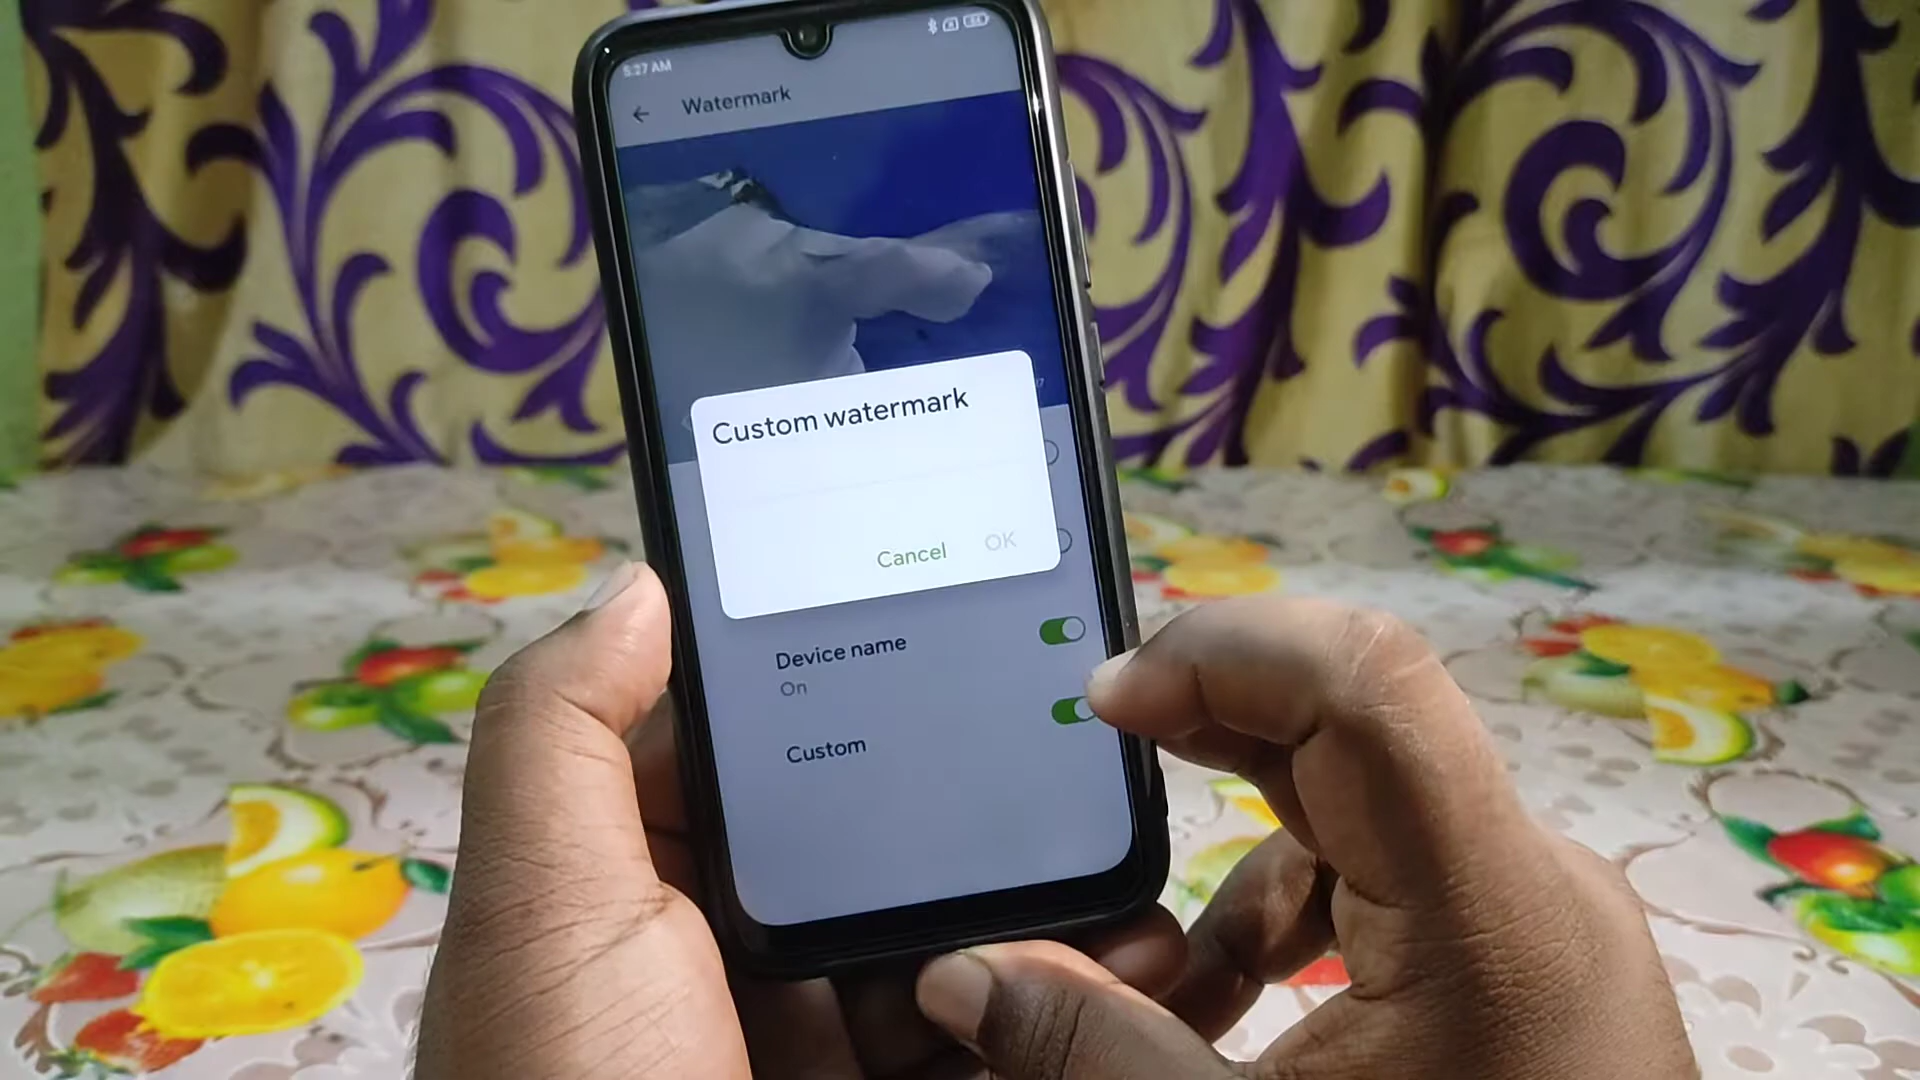 5:27 AM
Watermark
Custom watermark
Cancel
OK
Device name
On
Custom